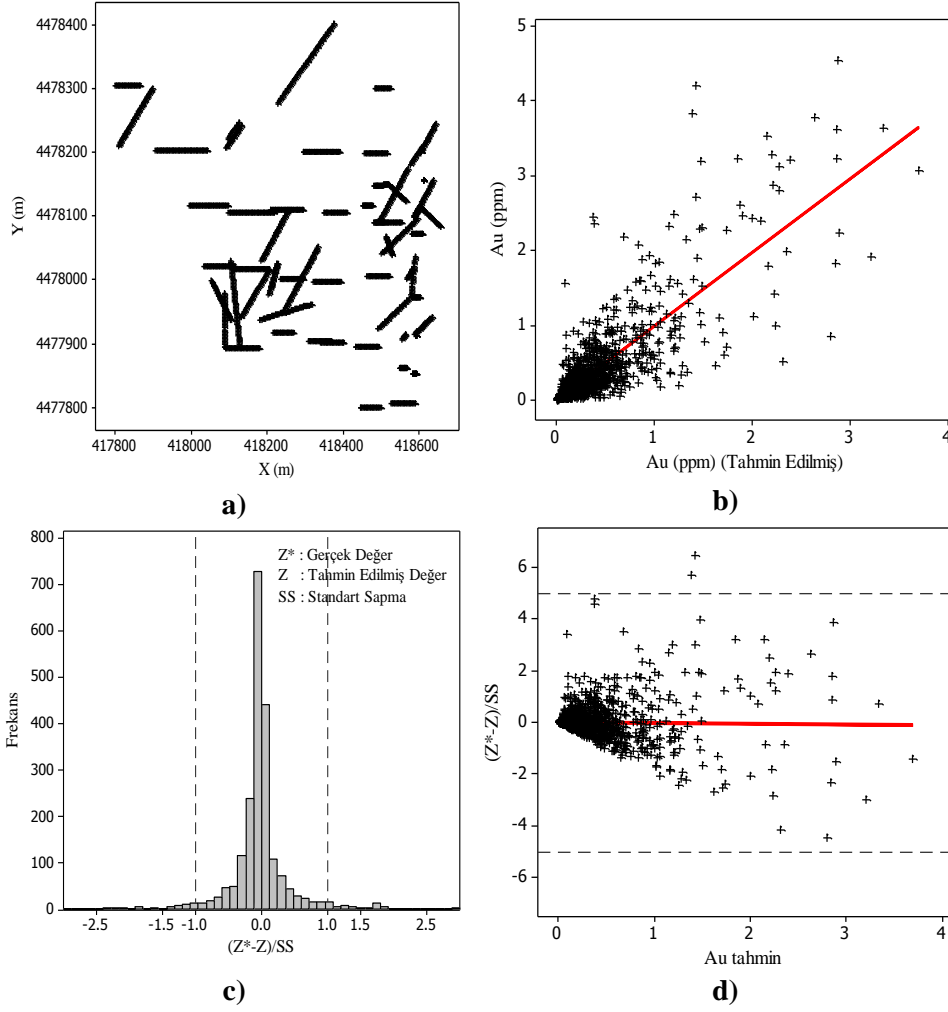 4478400
4478300
4478200
4478100
4478000
4477900
4477800
Y (m)
417800 418000 418200 418400 418600
X (m)
a)
5
4
3
2
1
0
Au (ppm)
0 1 2 3 4
Au (ppm) (Tahmin Edilmiş)
b)
800
700
600
500
400
300
200
100
0
Frekans
Z* : Gerçek Değer
Z : Tahmin Edilmiş Değer
SS : Standart Sapma
-2.5 -1.5 -1.0 0.0 1.0 1.5 2.5
(Z*-Z)/SS
c)
6
4
2
0
-2
-4
-6
(Z*-Z)/SS
0 1 2 3 4
Au tahmin
d)